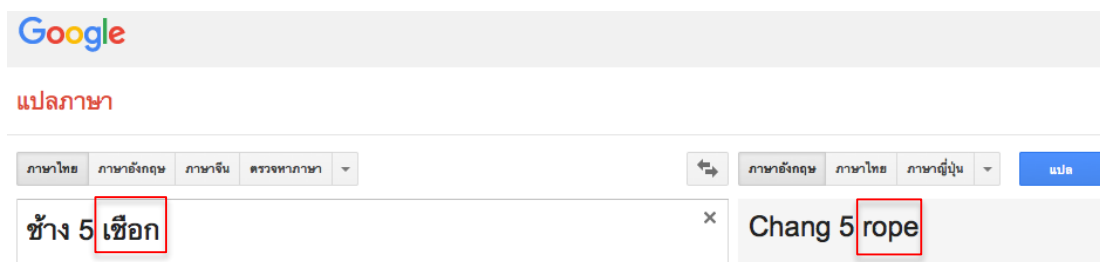 Google
แปลภาษา
ภาษาไทย ภาษาอังกฤษ ภาษาจีน ตรวจหาภาษา ภาษาอังกฤษ ภาษาไทย ภาษาญี่ปุ่น แปล
ช้าง 5 เชือก × Chang 5 rope